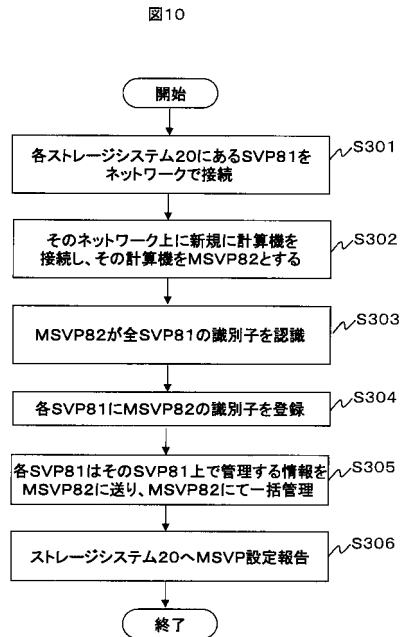 図10
開始
各ストレージシステム20にあるSVP81を
ネットワークで接続
S301
そのネットワーク上に新規に計算機を
接続し、その計算機をMSVP82とする
S302
MSVP82が全SVP81の識別子を認識
S303
各SVP81にMSVP82の識別子を登録
S304
各SVP81はそのSVP81上で管理する情報を
MSVP82に送り、MSVP82にて一括管理
S305
ストレージシステム20へMSVP設定報告
S306
終了